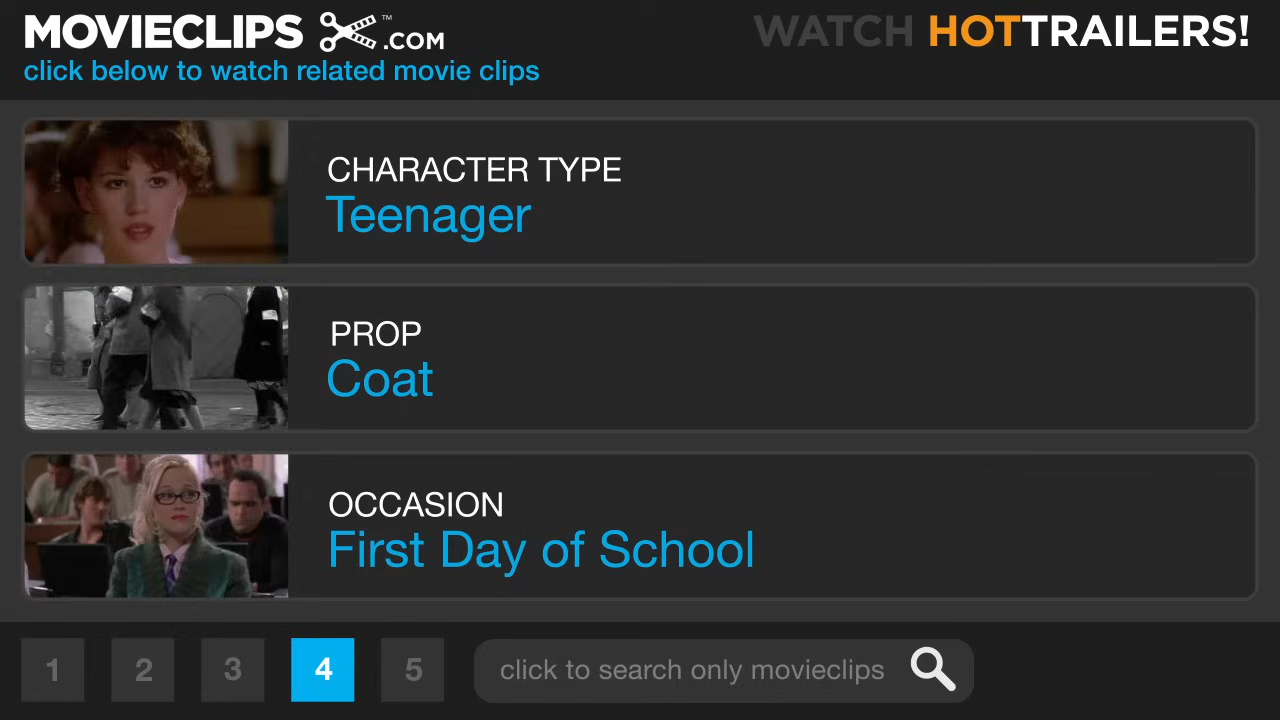 MOVIECLIPS ™ .COM
WATCH HOTTRAILERS!
click below to watch related movie clips
CHARACTER TYPE
Teenager
PROP
Coat
OCCASION
First Day of School
1 2 3 4 5 click to search only movieclips